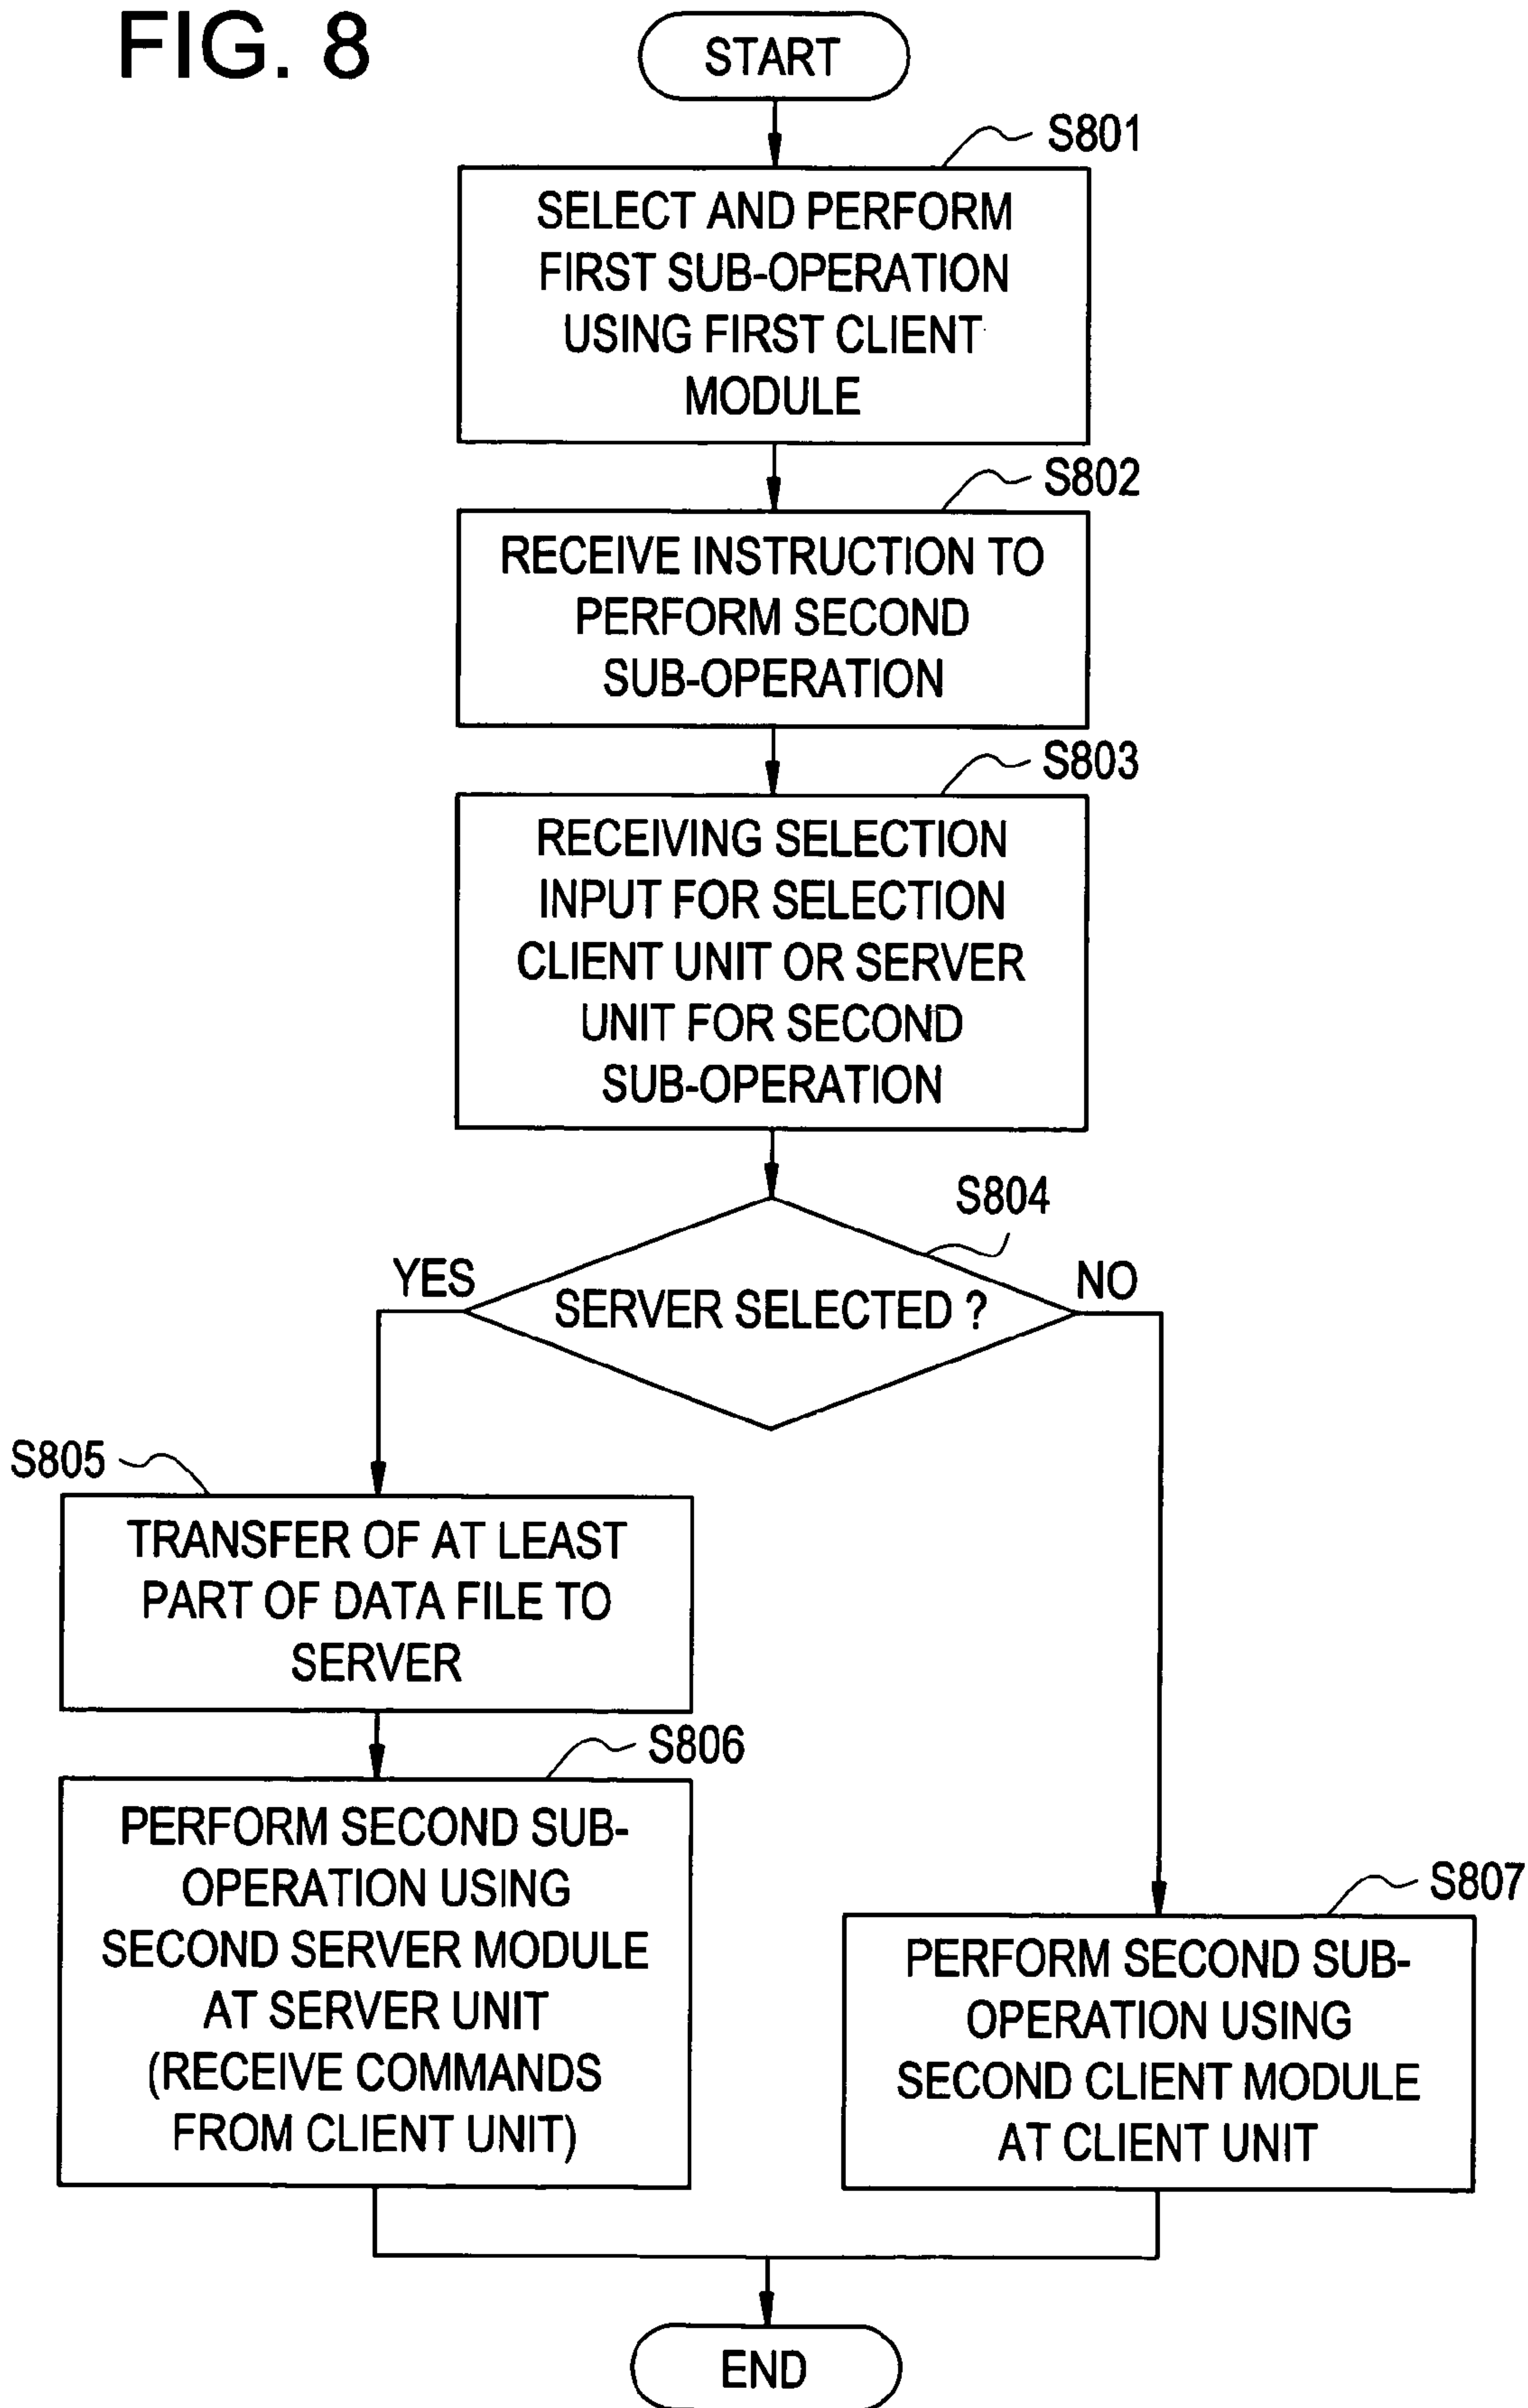 FIG. 8
START
S801
SELECT AND PERFORM
FIRST SUB-OPERATION
USING FIRST CLIENT
MODULE
S802
RECEIVE INSTRUCTION TO
PERFORM SECOND
SUB-OPERATION
S803
RECEIVING SELECTION
INPUT FOR SELECTION
CLIENT UNIT OR SERVER
UNIT FOR SECOND
SUB-OPERATION
S804
YES
NO
SERVER SELECTED ?
S805
TRANSFER OF AT LEAST
PART OF DATA FILE TO
SERVER
S806
PERFORM SECOND SUB-
OPERATION USING
SECOND SERVER MODULE
AT SERVER UNIT
(RECEIVE COMMANDS
FROM CLIENT UNIT)
S807
PERFORM SECOND SUB-
OPERATION USING
SECOND CLIENT MODULE
AT CLIENT UNIT
END